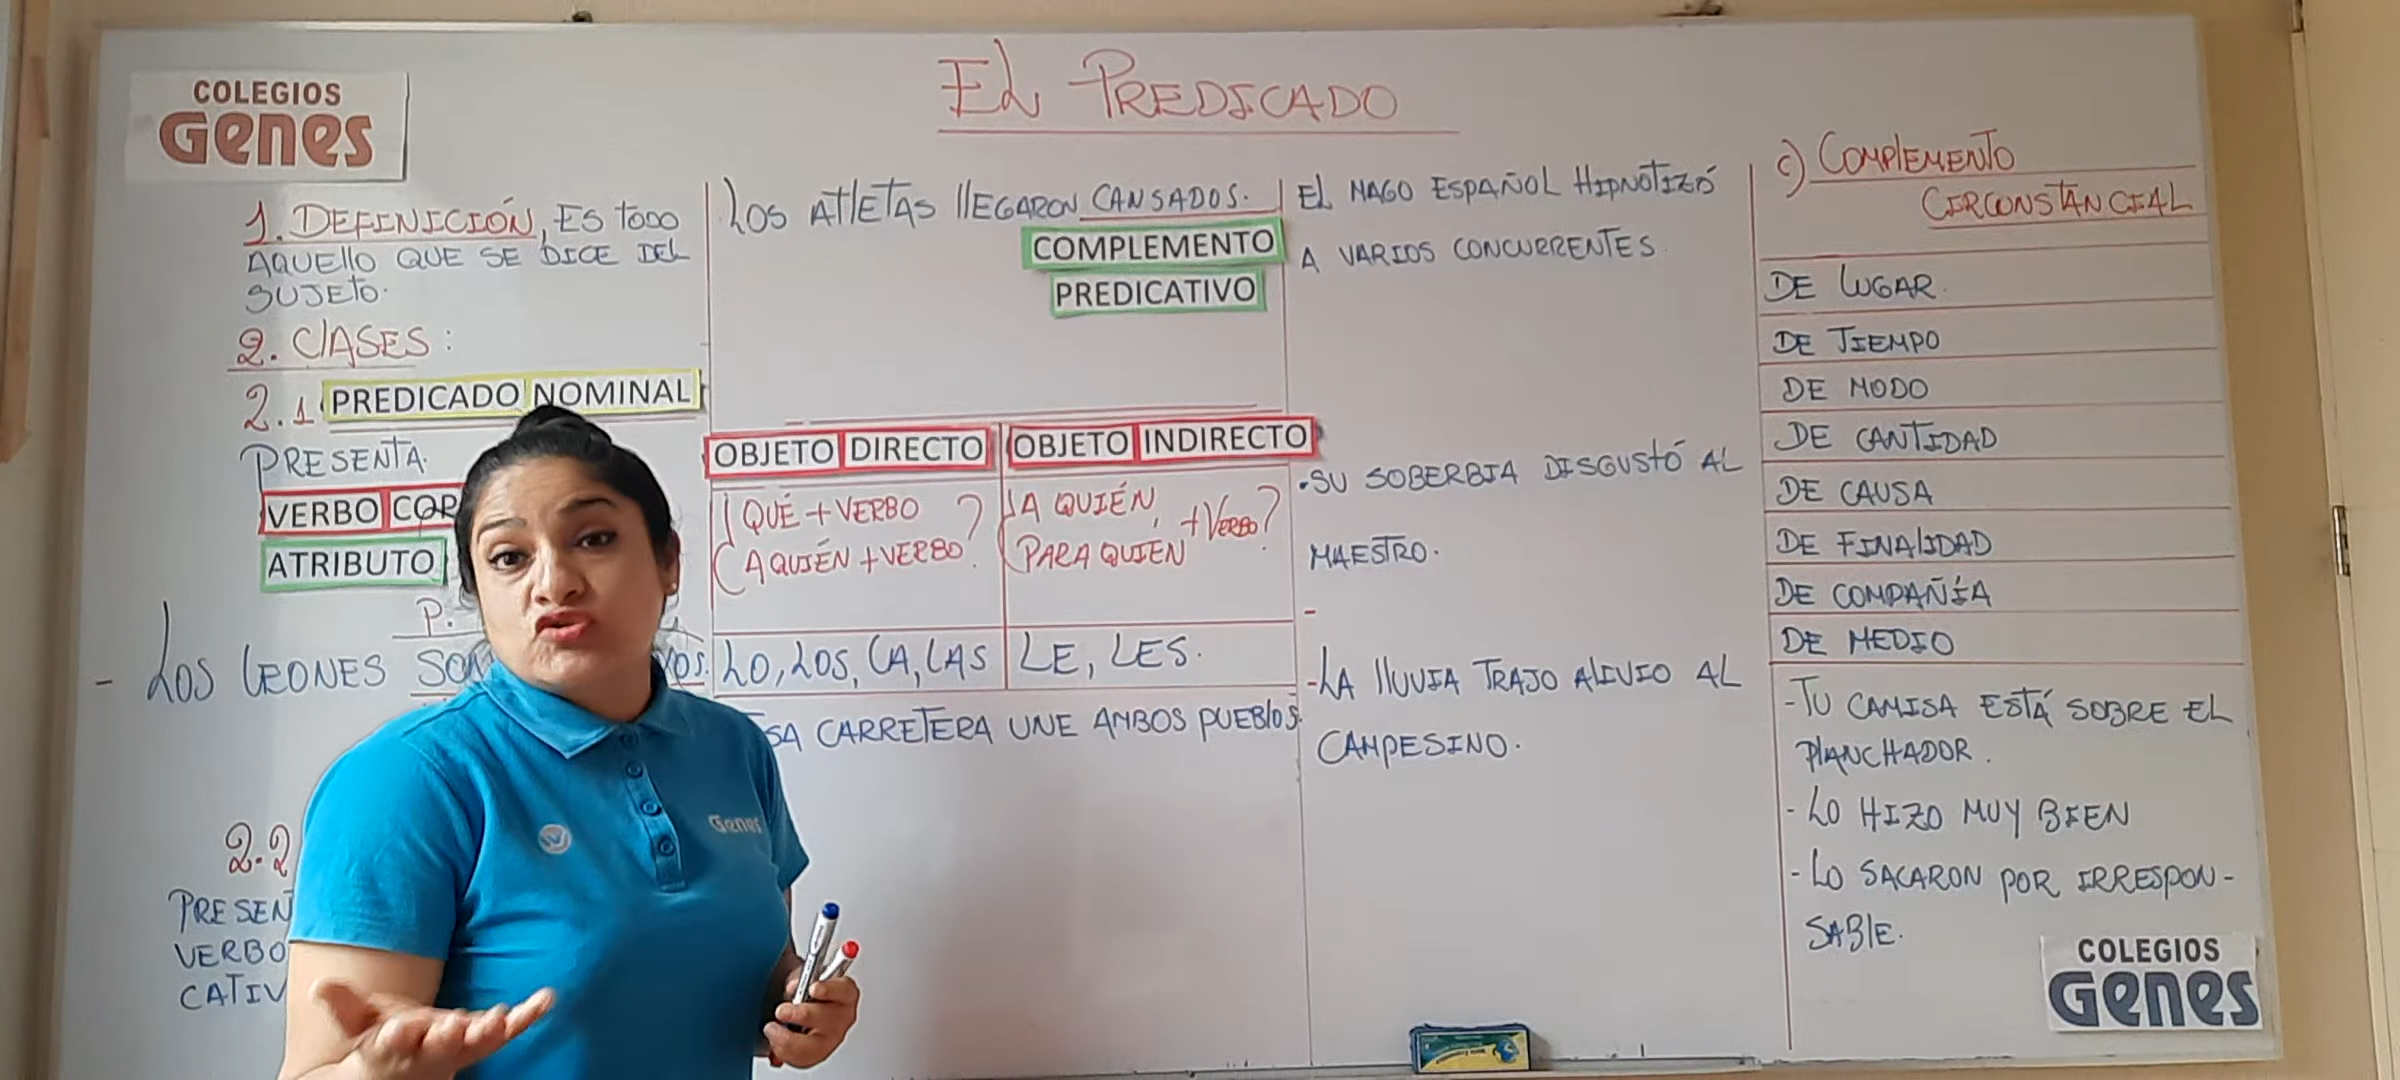 COLEGIOS
Genes
EL PREDICADO
1. DEFINICIÓN, ES TODO
AQUELLO QUE SE DICE DEL
SUJETO.
2. CLASES:
2.1 PREDICADO NOMINAL
PRESENTA
VERBO COP
ATRIBUTO
P.
- LOS LEONES SON
2.2
PRESEN
VERBO
CATIV
LOS ATLETAS LLEGARON CANSADOS.
COMPLEMENTO
PREDICATIVO
OBJETO DIRECTO OBJETO INDIRECTO
¿QUÉ + VERBO
A QUIÉN + VERBO?
¿A QUIÉN,
PARA QUIÉN + VERBO?
LO, LOS, LA, LAS LE, LES.
SA CARRETERA UNE AMBOS PUEBLOS.
EL MAGO ESPAÑOL HIPNOTIZÓ
A VARIOS CONCURRENTES.
• SU SOBERBIA DISGUSTÓ AL
MAESTRO.
-
- LA LLUVIA TRAJO ALIVIO AL
CAMPESINO.
c) COMPLEMENTO
CIRCUNSTANCIAL
DE LUGAR.
DE TIEMPO
DE MODO
DE CANTIDAD
DE CAUSA
DE FINALIDAD
DE COMPAÑÍA
DE MEDIO
- TU CAMISA ESTÁ SOBRE EL
PLANCHADOR.
- LO HIZO MUY BIEN
- LO SACARON POR IRRESPON-
SABLE.
COLEGIOS
Genes
Genes